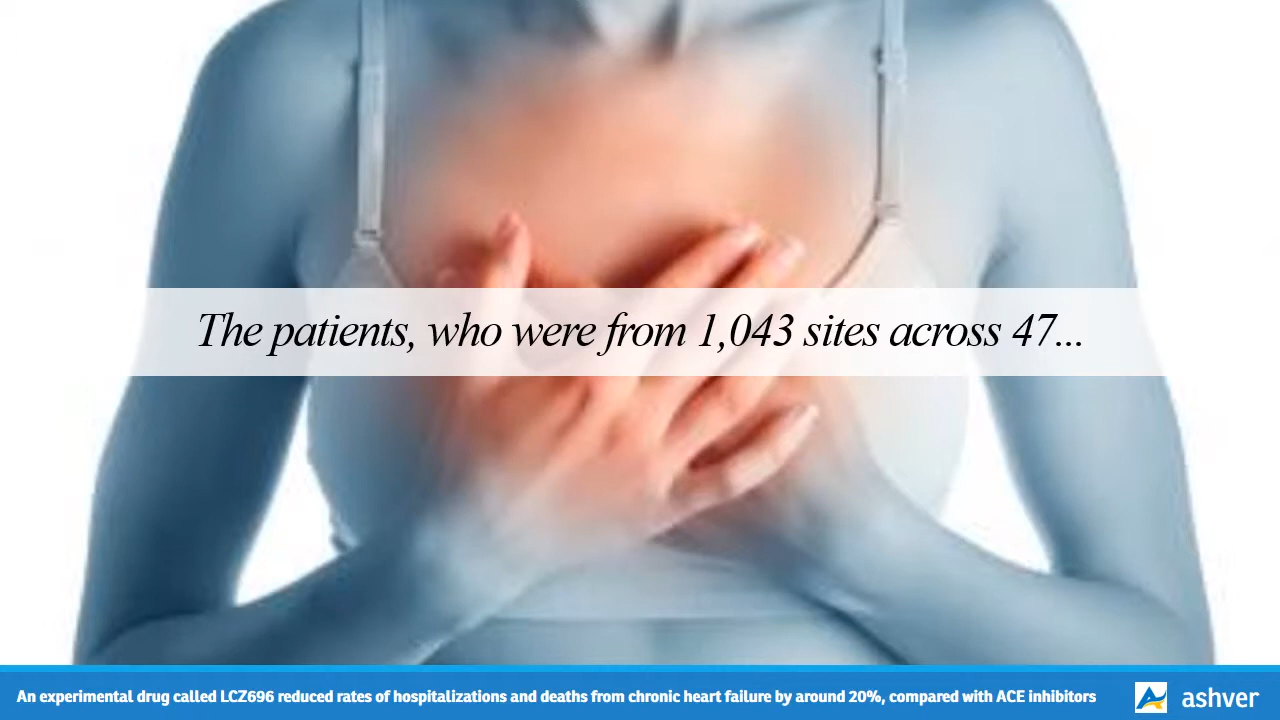 The patients, who were from 1,043 sites across 47...
An experimental drug called LCZ696 reduced rates of hospitalizations and deaths from chronic heart failure by around 20%, compared with ACE inhibitors
ashver